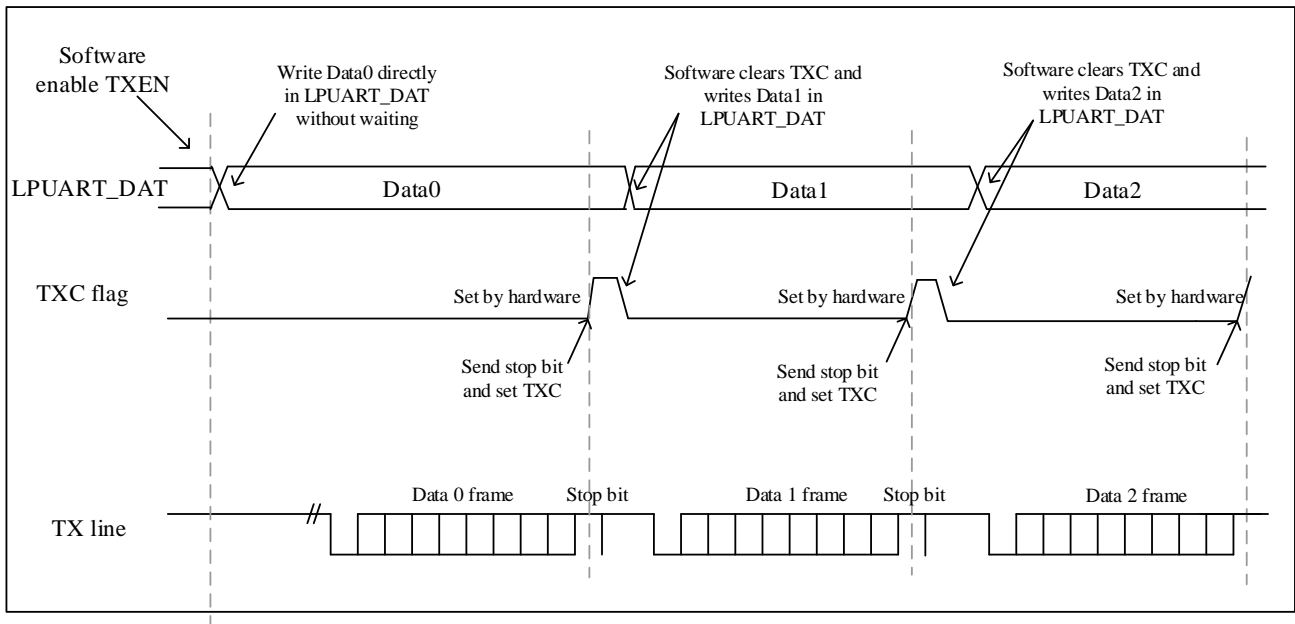 Software
enable TXEN
Write Data0 directly
in LPUART_DAT
without waiting
Software clears TXC and
writes Data1 in
LPUART_DAT
Software clears TXC and
writes Data2 in
LPUART_DAT
LPUART_DAT
Data0
Data1
Data2
TXC flag
Set by hardware
Set by hardware
Set by hardware
Send stop bit
and set TXC
Send stop bit
and set TXC
Send stop bit
and set TXC
Data 0 frame
Stop bit
Data 1 frame
Stop bit
Data 2 frame
TX line